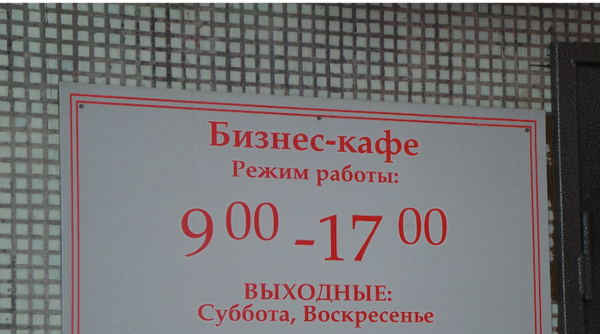 Бизнес-кафе
Режим работы:
9 00 -17 00
ВЫХОДНЫЕ:
Суббота, Воскресенье